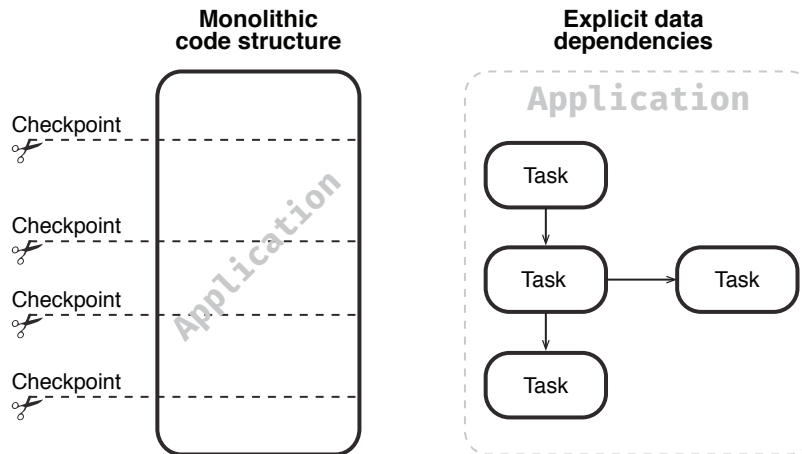 Monolithic
code structure
Checkpoint
Checkpoint
Checkpoint
Checkpoint
Application
Explicit data
dependencies
Application
Task
Task
Task
Task